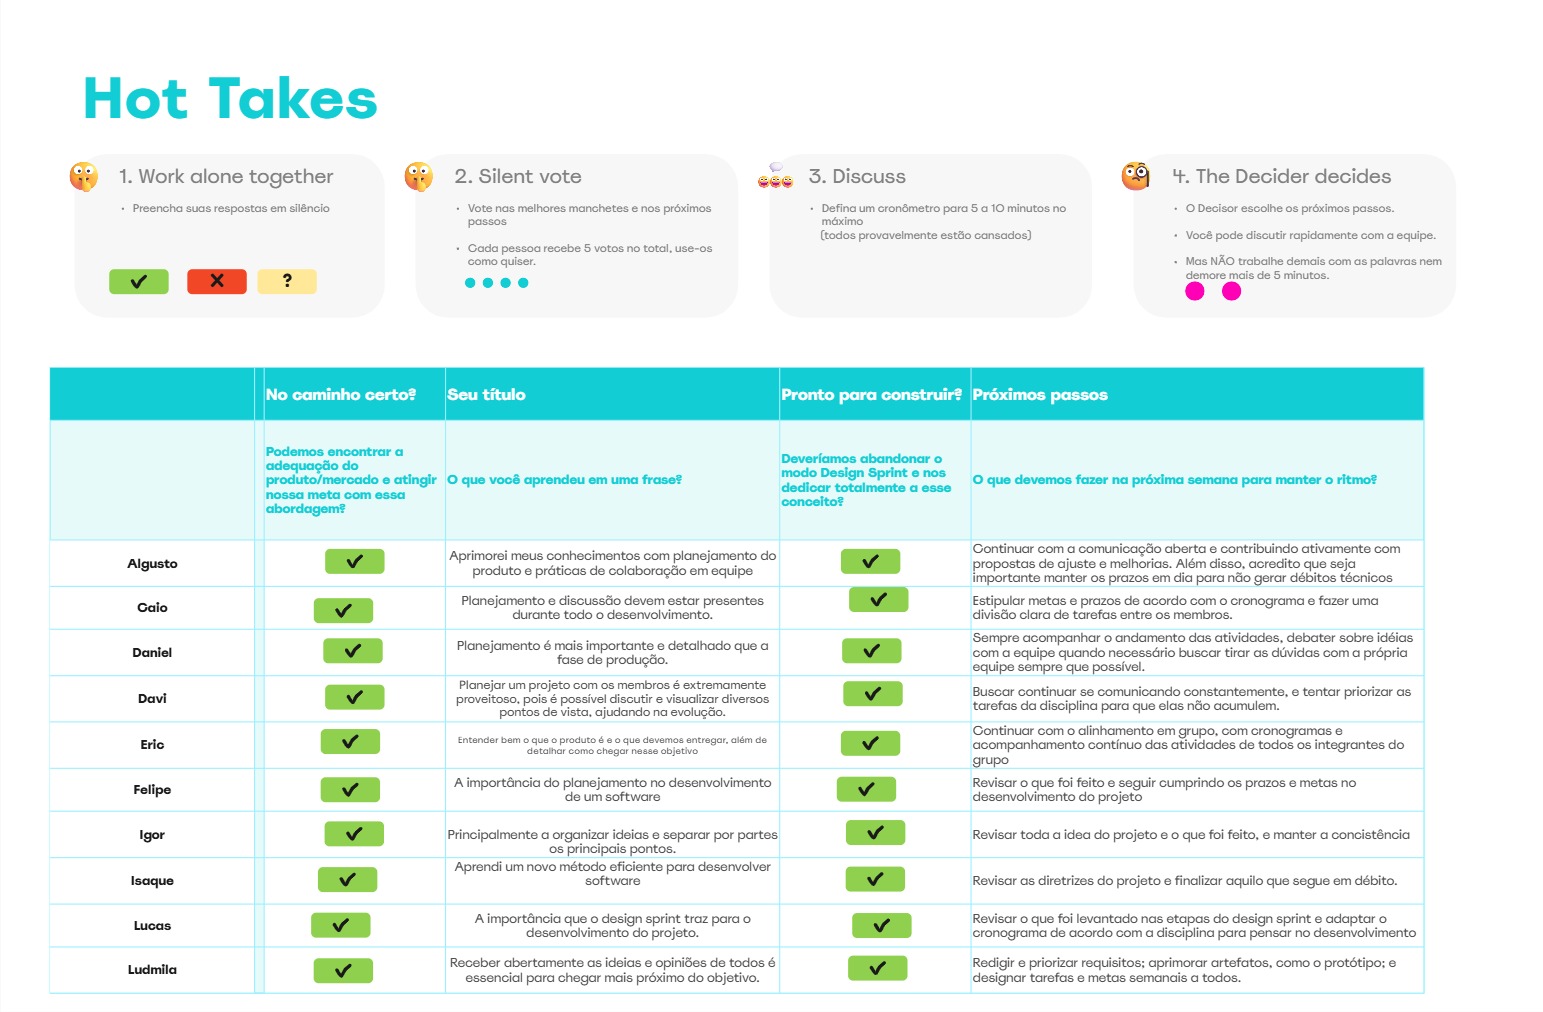 Hot Takes
1. Work alone together
• Preencha suas respostas em silêncio
?
2. Silent vote
• Vote nas melhores manchetes e nos próximos
passos
• Cada pessoa recebe 5 votos no total, use-os
como quiser.
3. Discuss
• Defina um cronômetro para 5 a 10 minutos no
máximo
(todos provavelmente estão cansados)
4. The Decider decides
• O Decisor escolhe os próximos passos.
• Você pode discutir rapidamente com a equipe.
• Mas NÃO trabalhe demais com as palavras nem
demore mais de 5 minutos.
No caminho certo?
Seu título
Pronto para construir?
Próximos passos
Podemos encontrar a
adequação do
produto/mercado e atingir
nossa meta com essa
abordagem?
O que você aprendeu em uma frase?
Deveríamos abandonar o
modo Design Sprint e nos
dedicar totalmente a esse
conceito?
O que devemos fazer na próxima semana para manter o ritmo?
Algusto
Aprimorei meus conhecimentos com planejamento do
produto e práticas de colaboração em equipe
Continuar com a comunicação aberta e contribuindo ativamente com
propostas de ajuste e melhorias. Além disso, acredito que seja
importante manter os prazos em dia para não gerar débitos técnicos
Caio
Planejamento e discussão devem estar presentes
durante todo o desenvolvimento.
Estipular metas e prazos de acordo com o cronograma e fazer uma
divisão clara de tarefas entre os membros.
Daniel
Planejamento é mais importante e detalhado que a
fase de produção.
Sempre acompanhar o andamento das atividades, debater sobre idéias
com a equipe quando necessário buscar tirar as dúvidas com a própria
equipe sempre que possível.
Davi
Planejar um projeto com os membros é extremamente
proveitoso, pois é possível discutir e visualizar diversos
pontos de vista, ajudando na evolução.
Buscar continuar se comunicando constantemente, e tentar priorizar as
tarefas da disciplina para que elas não acumulem.
Eric
Entender bem o que o produto é e o que devemos entregar, além de
detalhar como chegar nesse objetivo
Continuar com o alinhamento em grupo, com cronogramas e
acompanhamento contínuo das atividades de todos os integrantes do
grupo
Felipe
A importância do planejamento no desenvolvimento
de um software
Revisar o que foi feito e seguir cumprindo os prazos e metas no
desenvolvimento do projeto
Igor
Principalmente a organizar ideias e separar por partes
os principais pontos.
Revisar toda a ideia do projeto e o que foi feito, e manter a concistência
Isaque
Aprendi um novo método eficiente para desenvolver
software
Revisar as diretrizes do projeto e finalizar aquilo que segue em débito.
Lucas
A importância que o design sprint traz para o
desenvolvimento do projeto.
Revisar o que foi levantado nas etapas do design sprint e adaptar o
cronograma de acordo com a disciplina para pensar no desenvolvimento
Ludmila
Receber abertamente as ideias e opiniões de todos é
essencial para chegar mais próximo do objetivo.
Redigir e priorizar requisitos; aprimorar artefatos, como o protótipo; e
designar tarefas e metas semanais a todos.